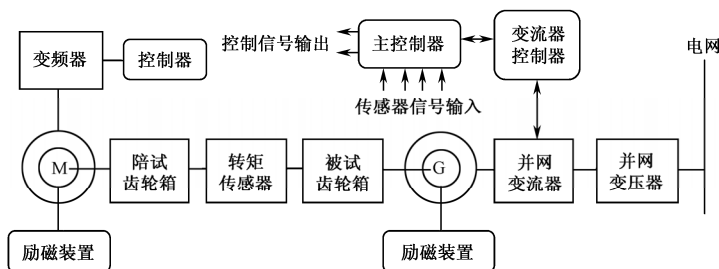 变频器
控制器
控制信号输出
主控制器
变流器
控制器
电网
传感器信号输入
M
陪试
齿轮箱
转矩
传感器
被试
齿轮箱
G
并网
变流器
并网
变压器
励磁装置
励磁装置